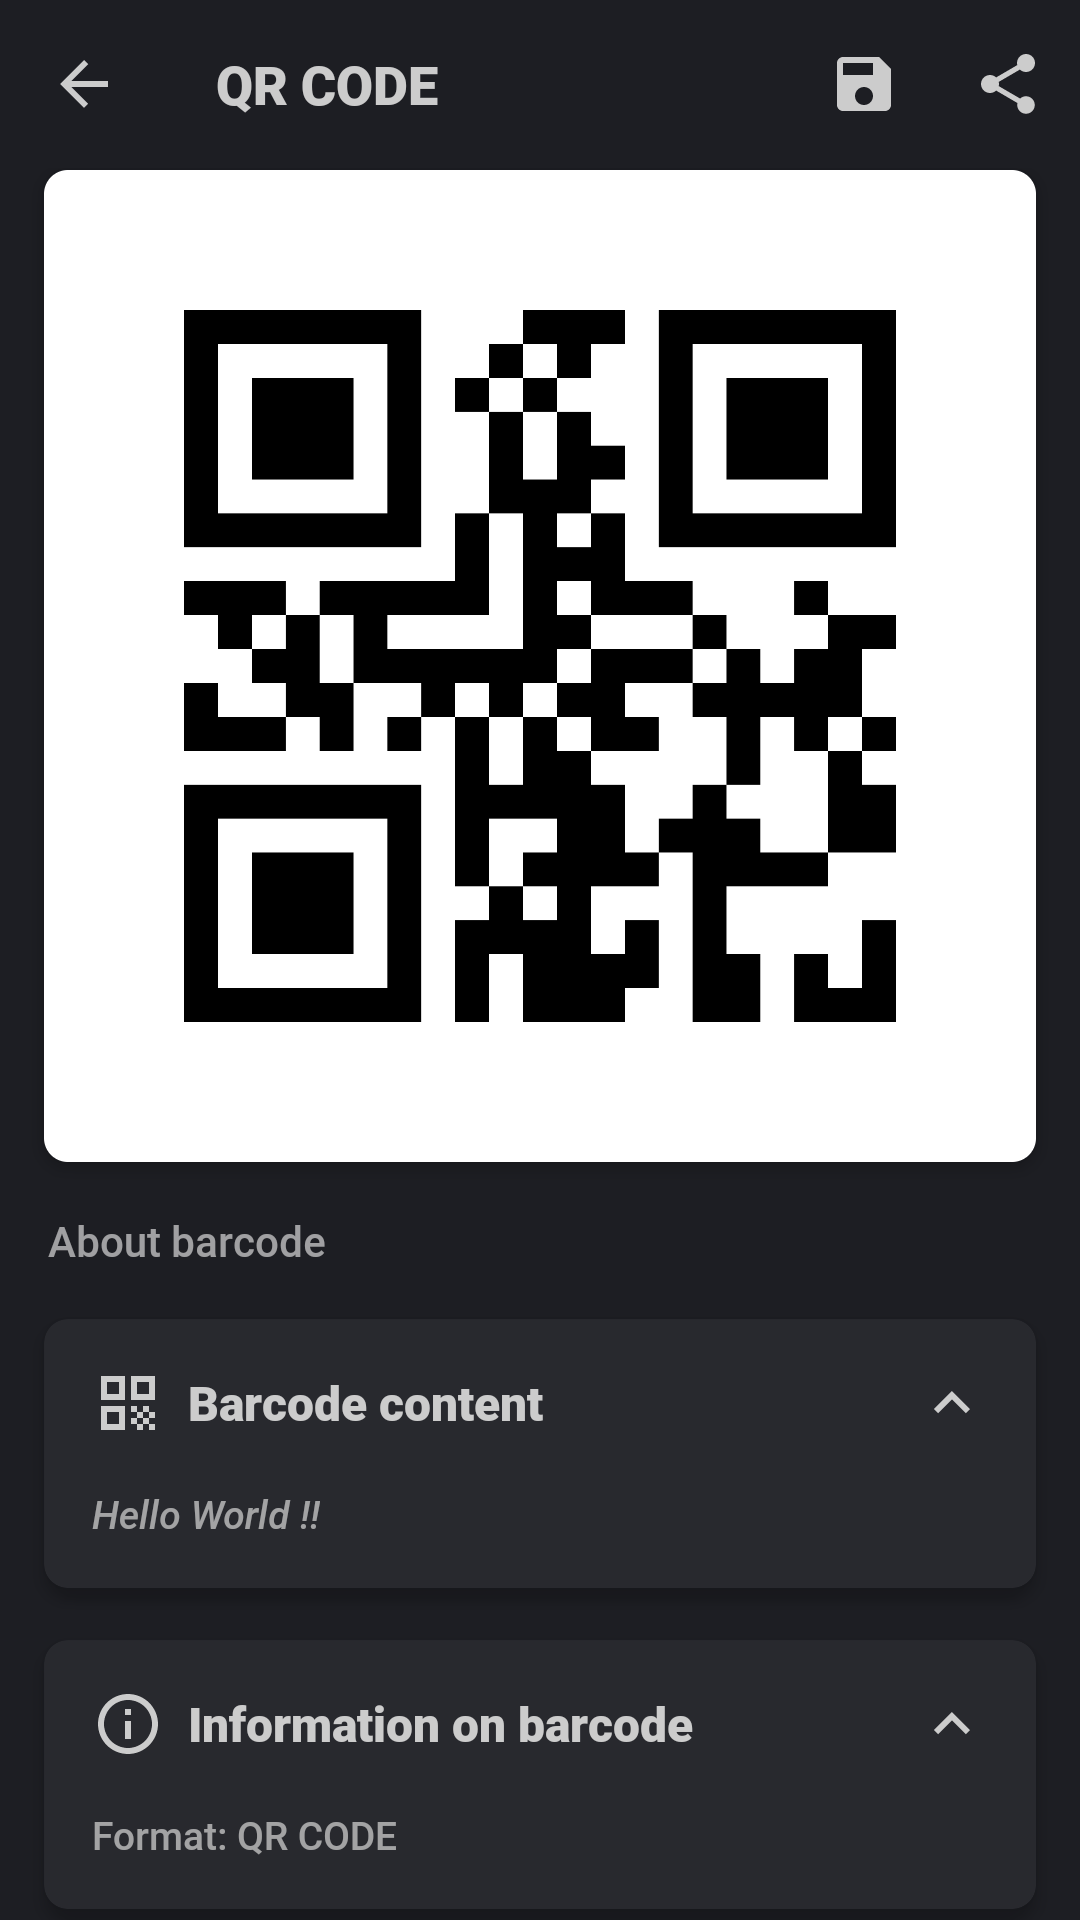 QR CODE
About barcode
Barcode content
Hello World !!
Information on barcode
Format: QR CODE